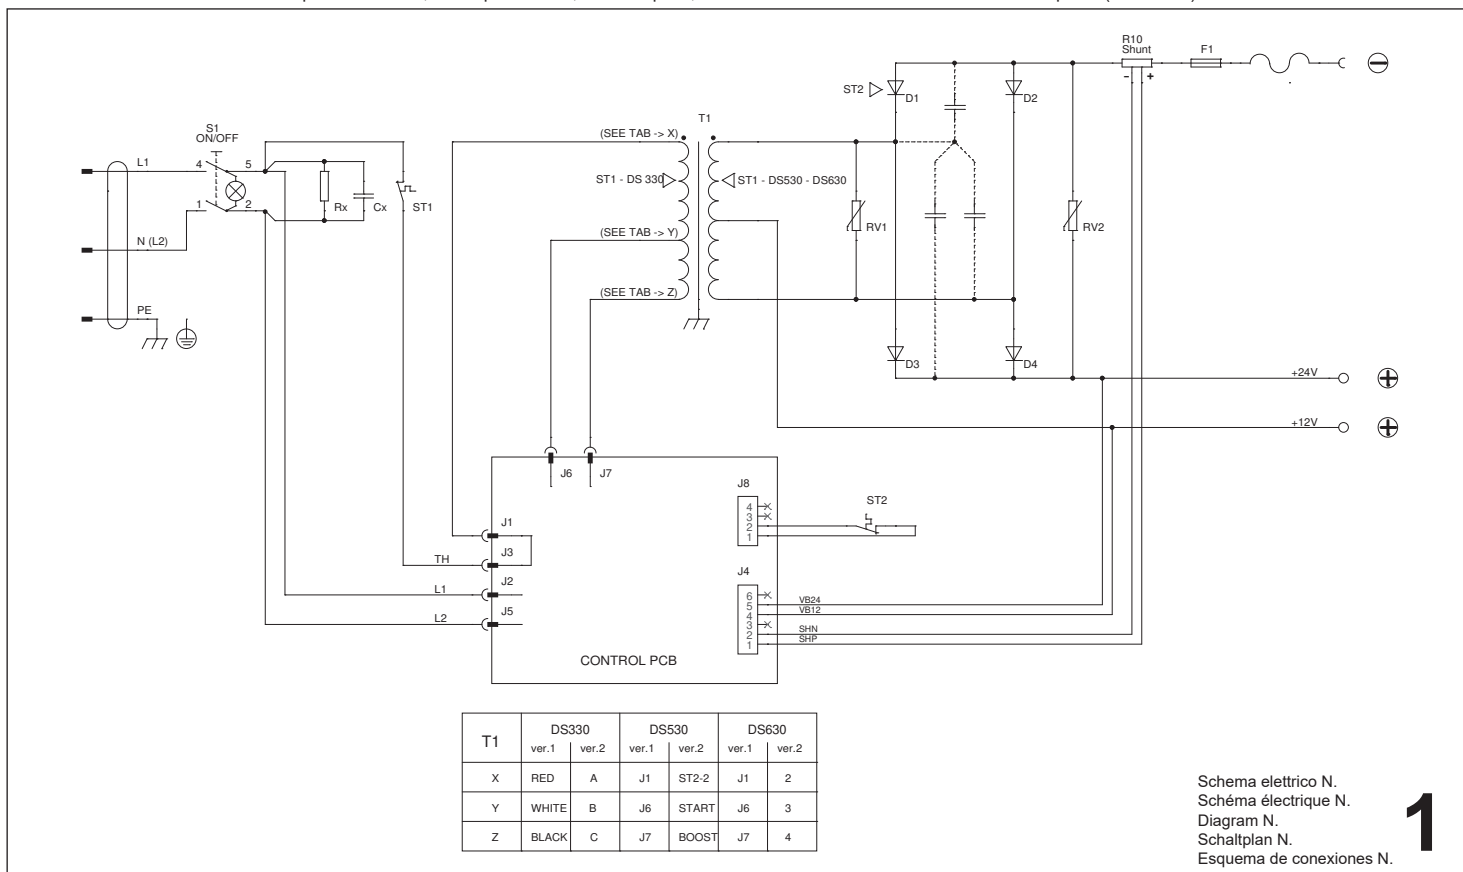 R10
Shunt
F1
- +
ST2
D1
D2
T1
S1
ON/OFF
(SEE TAB -> X)
L1
4
5
ST1 - DS 330
ST1 - DS530 - DS630
Rx
Cx
ST1
1
2
RV1
RV2
(SEE TAB -> Y)
N (L2)
(SEE TAB -> Z)
PE
D3
D4
+24V
+12V
J6
J7
J8
4
3
2
1
ST2
J1
J3
TH
J2
L1
J5
L2
J4
6
5
4
3
2
1
VB24
VB12
SHN
SHP
CONTROL PCB
T1 DS330 DS530 DS630
ver.1 ver.2 ver.1 ver.2 ver.1 ver.2
X RED A J1 ST2-2 J1 2
Y WHITE B J6 START J6 3
Z BLACK C J7 BOOST J7 4
Schema elettrico N.
Schéma électrique N.
Diagram N.
Schaltplan N.
Esquema de conexiones N.
1